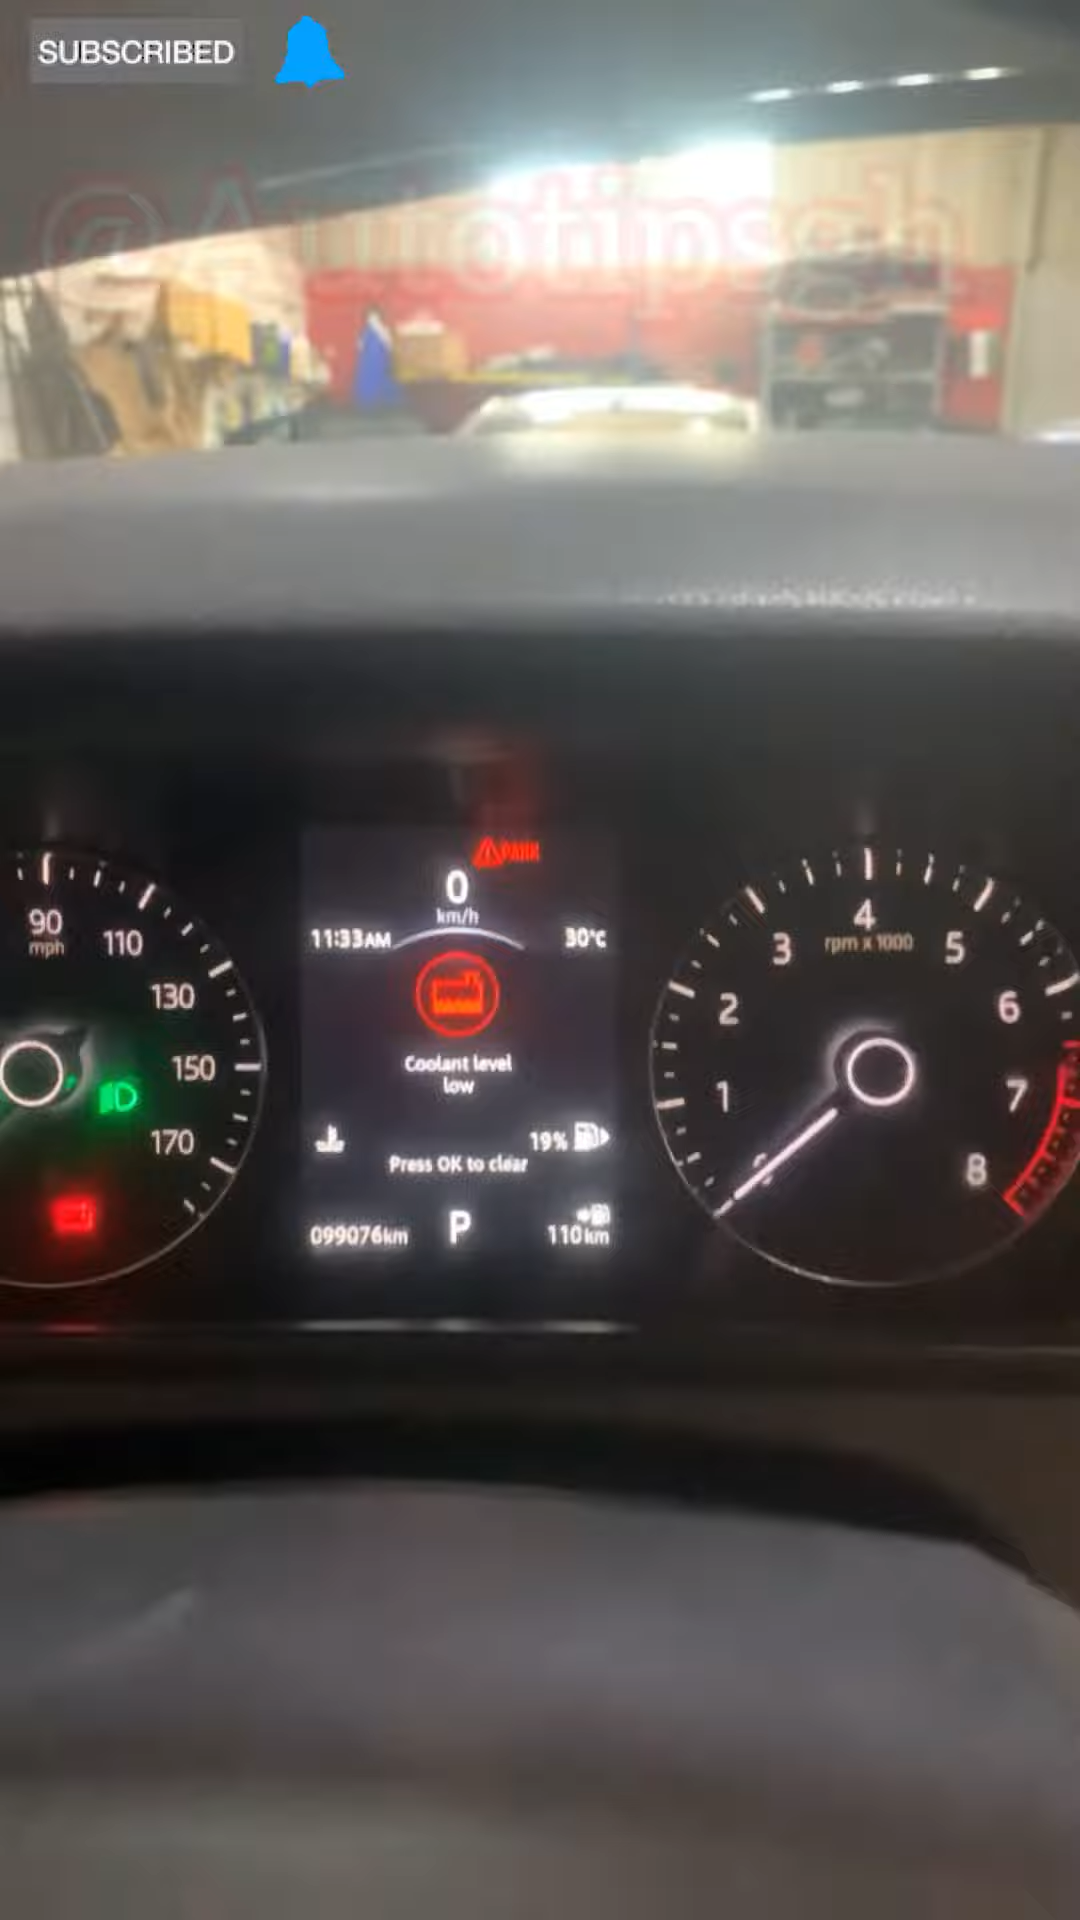 SUBSCRIBED
@Autotipsgh
PARK
0
km/h
11:33AM
30°C
Coolant level
low
19%
Press OK to clear
099076km
P
110km
90
mph
110
130
150
170
1
2
3
4
rpm x 1000
5
6
7
8